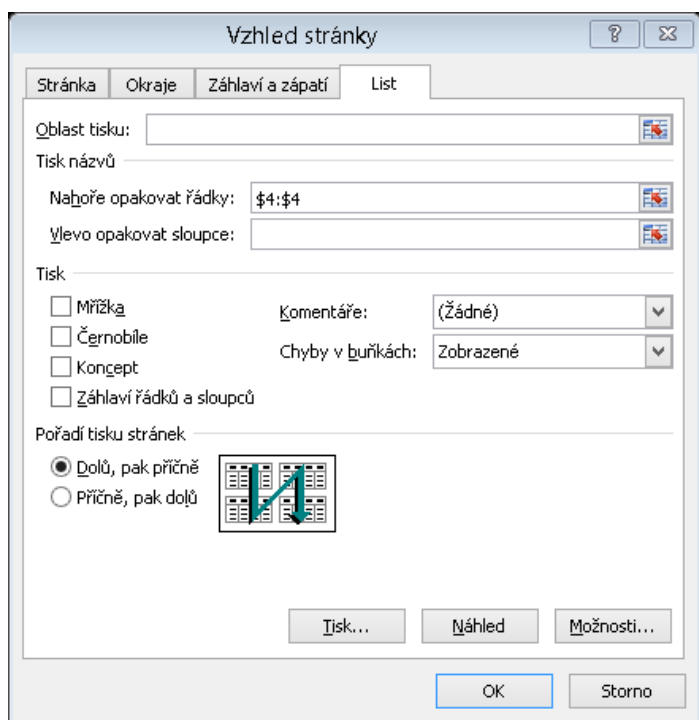 Vzhled stránky
Stránka Okraje Záhlaví a zápatí List
Oblast tisku:
Tisk názvů
Nahoře opakovat řádky: $4:$4
Vlevo opakovat sloupce:
Tisk
Mřížka Komentáře: (Žádné)
Černobíle
Chyby v buňkách: Zobrazené
Koncept
Záhlaví řádků a sloupců
Pořadí tisku stránek
Dolů, pak příčně
Příčně, pak dolů
Tisk... Náhled Možnosti...
OK Storno